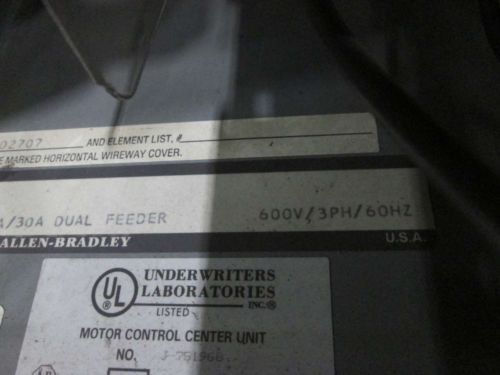 02707 AND ELEMENT LIST, #
E MARKED HORIZONTAL WIREWAY COVER.
A/30A DUAL FEEDER 600V/3PH/60HZ
ALLEN-BRADLEY U.S.A.
UL
UNDERWRITERS
LABORATORIES
INC.®
®
LISTED
MOTOR CONTROL CENTER UNIT
NO.